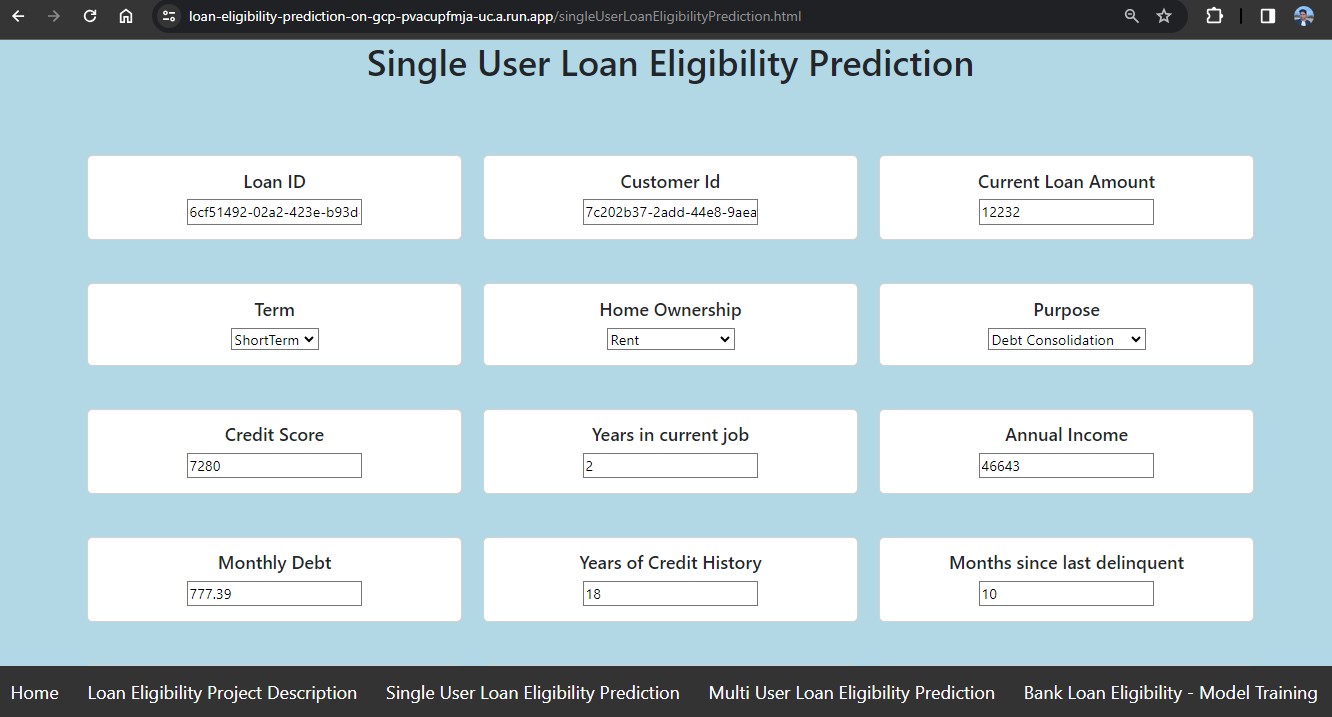 loan-eligibility-prediction-on-gcp-pvacupfmja-uc.a.run.app/singleUserLoanEligibilityPrediction.html
Single User Loan Eligibility Prediction
Loan ID Customer Id Current Loan Amount
6cf51492-02a2-423e-b93d 7c202b37-2add-44e8-9aea 12232
Term Home Ownership Purpose
ShortTerm Rent Debt Consolidation
Credit Score Years in current job Annual Income
7280 2 46643
Monthly Debt Years of Credit History Months since last delinquent
777.39 18 10
Home Loan Eligibility Project Description Single User Loan Eligibility Prediction Multi User Loan Eligibility Prediction Bank Loan Eligibility - Model Training